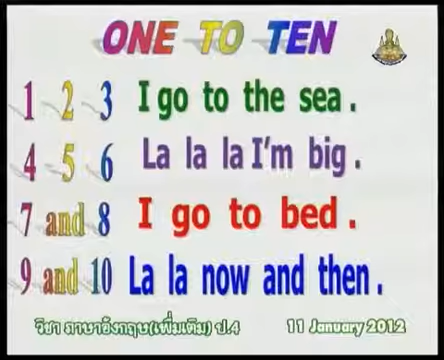 ONE TO TEN
1 2 3 I go to the sea .
4 5 6 La la la I'm big .
7 and 8 I go to bed .
9 and 10 La la now and then .
วิชา ภาษาอังกฤษ(เพิ่มเติม) ป.4 11 January 2012